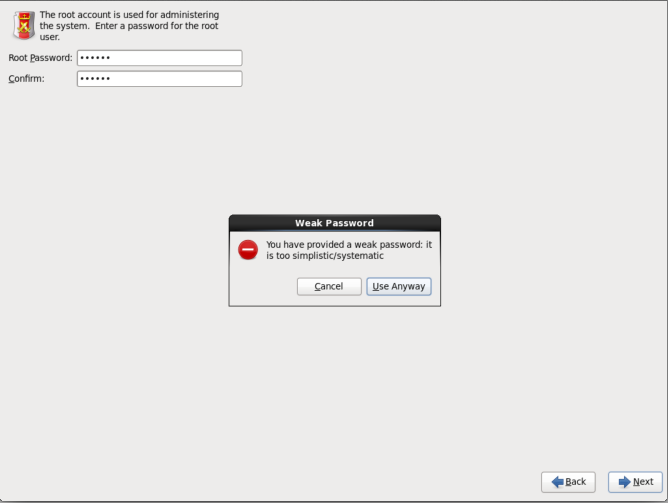 The root account is used for administering
the system.  Enter a password for the root
user.
Root Password: ••••••
Confirm: ••••••
Weak Password
You have provided a weak password: it
is too simplistic/systematic
Cancel Use Anyway
Back Next